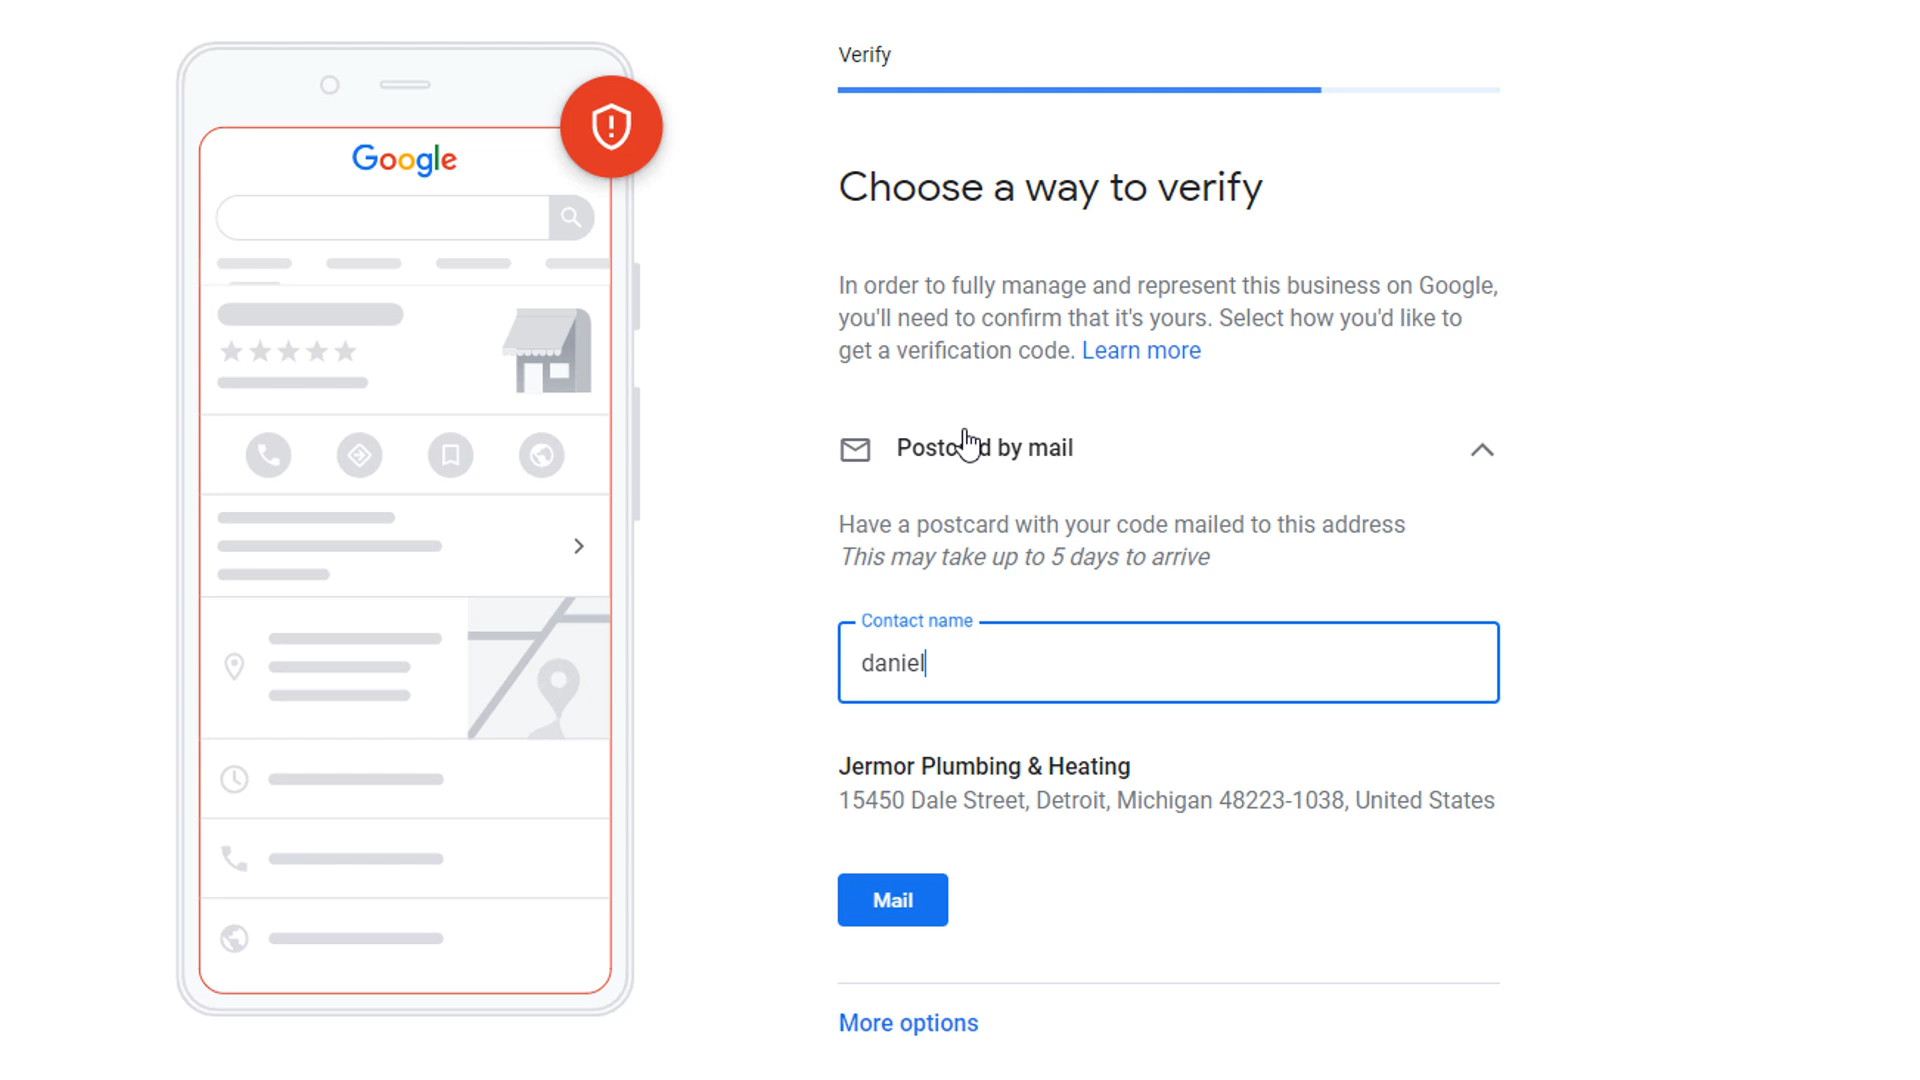 Google
Verify
Choose a way to verify
In order to fully manage and represent this business on Google,
you'll need to confirm that it's yours. Select how you'd like to
get a verification code. Learn more
Postcard by mail
Have a postcard with your code mailed to this address
This may take up to 5 days to arrive
Contact name
daniel
Jermor Plumbing & Heating
15450 Dale Street, Detroit, Michigan 48223-1038, United States
Mail
More options